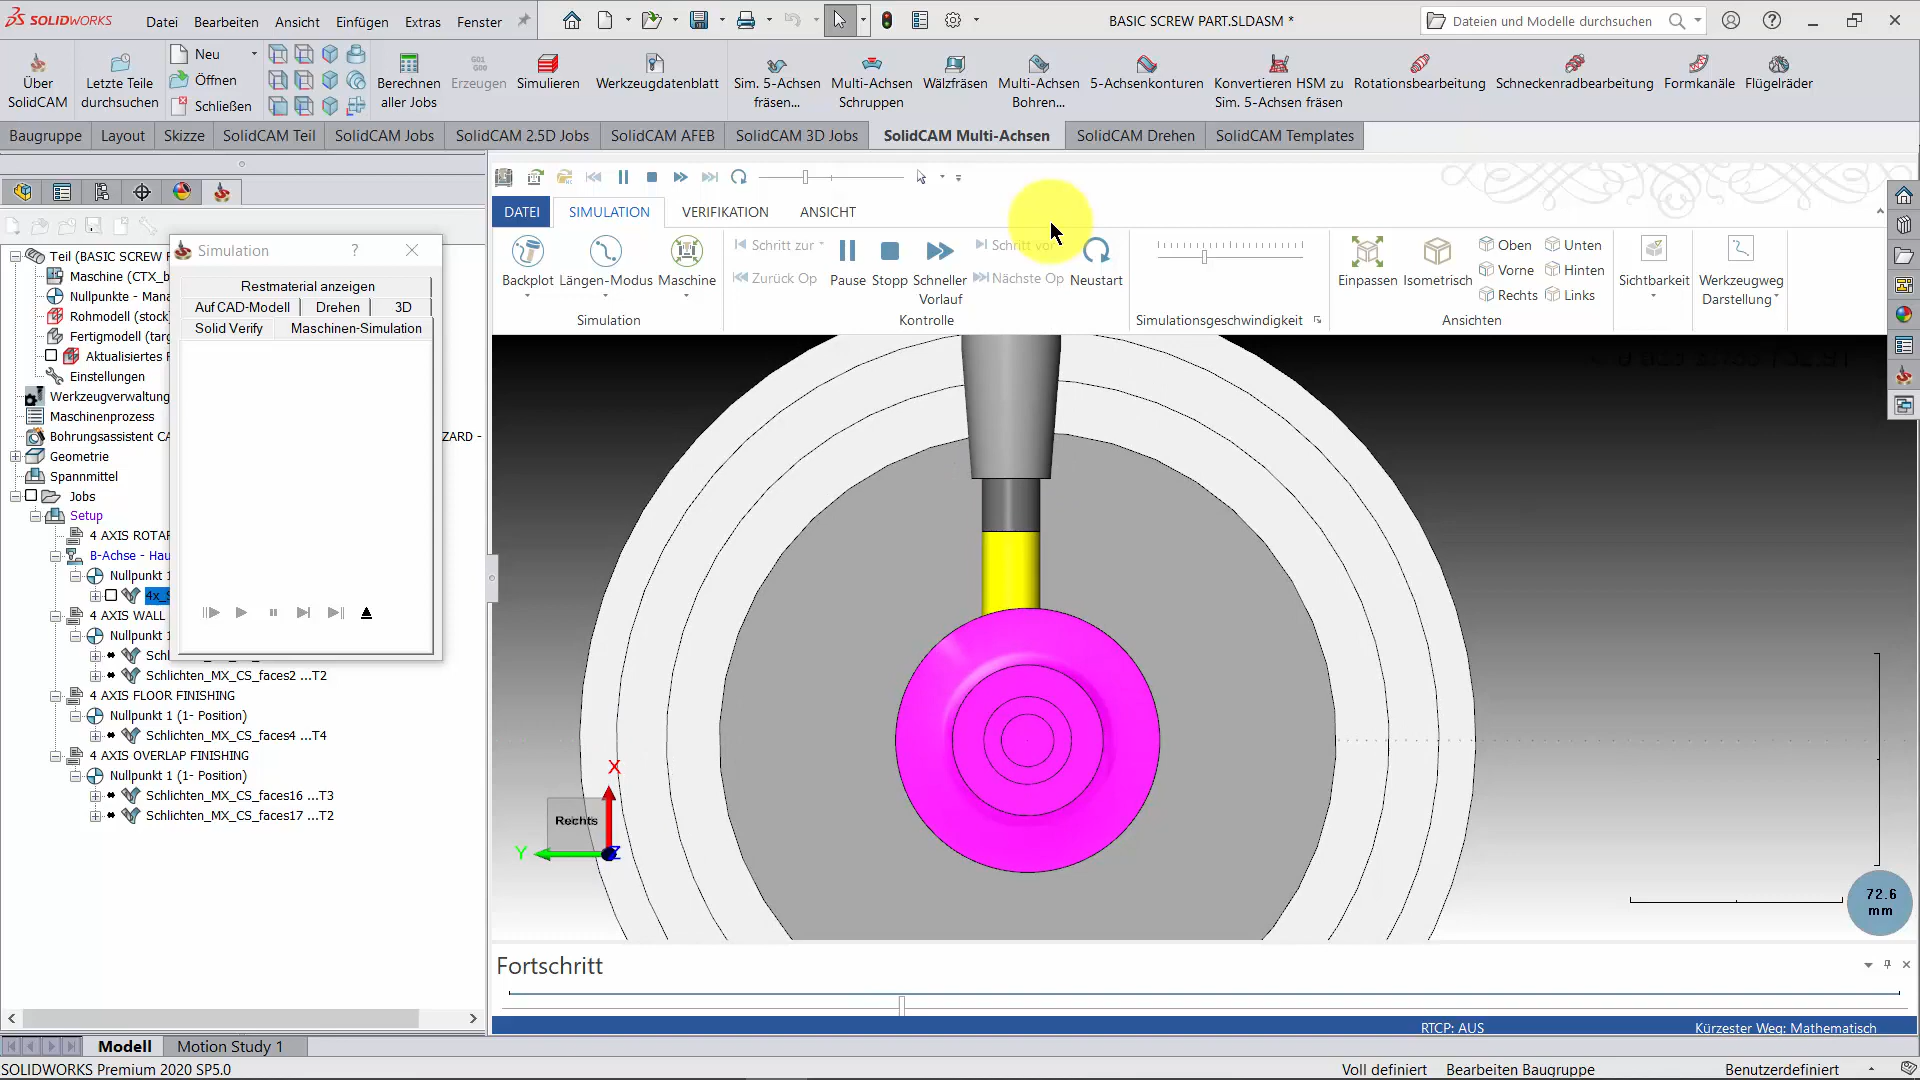 SOLIDWORKS
Datei Bearbeiten Ansicht Einfügen Extras Fenster
BASIC SCREW PART.SLDASM *
Dateien und Modelle durchsuchen
Über SolidCAM
Letzte Teile durchsuchen
Neu
Öffnen
Schließen
Berechnen aller Jobs
G01
G00
Erzeugen
Simulieren
Werkzeugdatenblatt
Sim. 5-Achsen fräsen...
Multi-Achsen Schruppen
Wälzfräsen
Multi-Achsen Bohren...
5-Achsenkonturen
Konvertieren HSM zu Sim. 5-Achsen fräsen
Rotationsbearbeitung
Schneckenradbearbeitung
Formkanäle
Flügelräder
Baugruppe Layout Skizze SolidCAM Teil SolidCAM Jobs SolidCAM 2.5D Jobs SolidCAM AFEB SolidCAM 3D Jobs SolidCAM Multi-Achsen SolidCAM Drehen SolidCAM Templates
DATEI SIMULATION VERIFIKATION ANSICHT
Backplot
Längen-Modus
Maschine
Simulation
Schritt zur
Zurück Op
Pause
Stopp
Schneller Vorlauf
Schritt vor
Nächste Op
Neustart
Kontrolle
Simulationsgeschwindigkeit
Einpassen
Isometrisch
Oben
Vorne
Rechts
Unten
Hinten
Links
Ansichten
Sichtbarkeit
Werkzeugweg Darstellung
Simulation ?
Restmaterial anzeigen
Auf CAD-Modell Drehen 3D
Solid Verify Maschinen-Simulation
Teil (BASIC SCREW
Maschine (CTX_b
Nullpunkte - Mana
Rohmodell (stock
Fertigmodell (targ
Aktualisiertes
Einstellungen
Werkzeugverwaltung
Maschinenprozess
Bohrungsassistent CA
ZARD -
Geometrie
Spannmittel
Jobs
Setup
4 AXIS ROTA
B-Achse - Hau
Nullpunkt 1
4x_S
4 AXIS WALL
Nullpunkt 1
Schl
Schlichten_MX_CS_faces2 ...T2
4 AXIS FLOOR FINISHING
Nullpunkt 1 (1- Position)
Schlichten_MX_CS_faces4 ...T4
4 AXIS OVERLAP FINISHING
Nullpunkt 1 (1- Position)
Schlichten_MX_CS_faces16 ...T3
Schlichten_MX_CS_faces17 ...T2
X
Rechts
Y
Z
72.6
mm
Fortschritt
RTCP: AUS Kürzester Weg: Mathematisch
Modell Motion Study 1
SOLIDWORKS Premium 2020 SP5.0
Voll definiert Bearbeiten Baugruppe Benutzerdefiniert